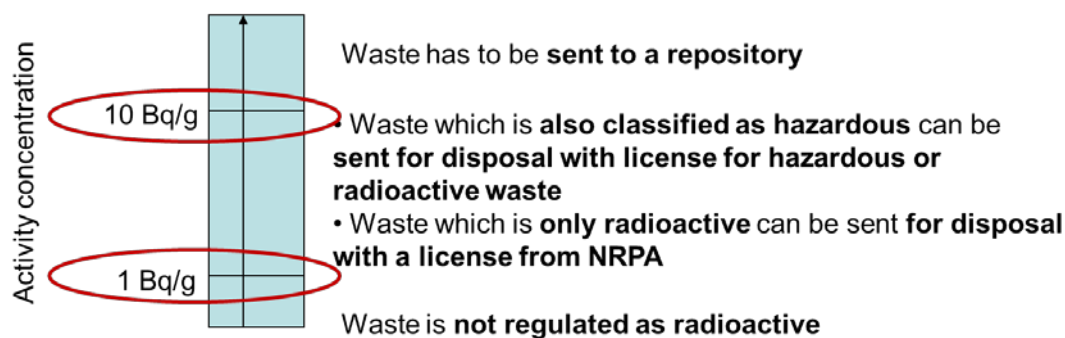 Activity concentration
Waste has to be sent to a repository
10 Bq/g
• Waste which is also classified as hazardous can be
sent for disposal with license for hazardous or
radioactive waste
• Waste which is only radioactive can be sent for disposal
with a license from NRPA
1 Bq/g
Waste is not regulated as radioactive